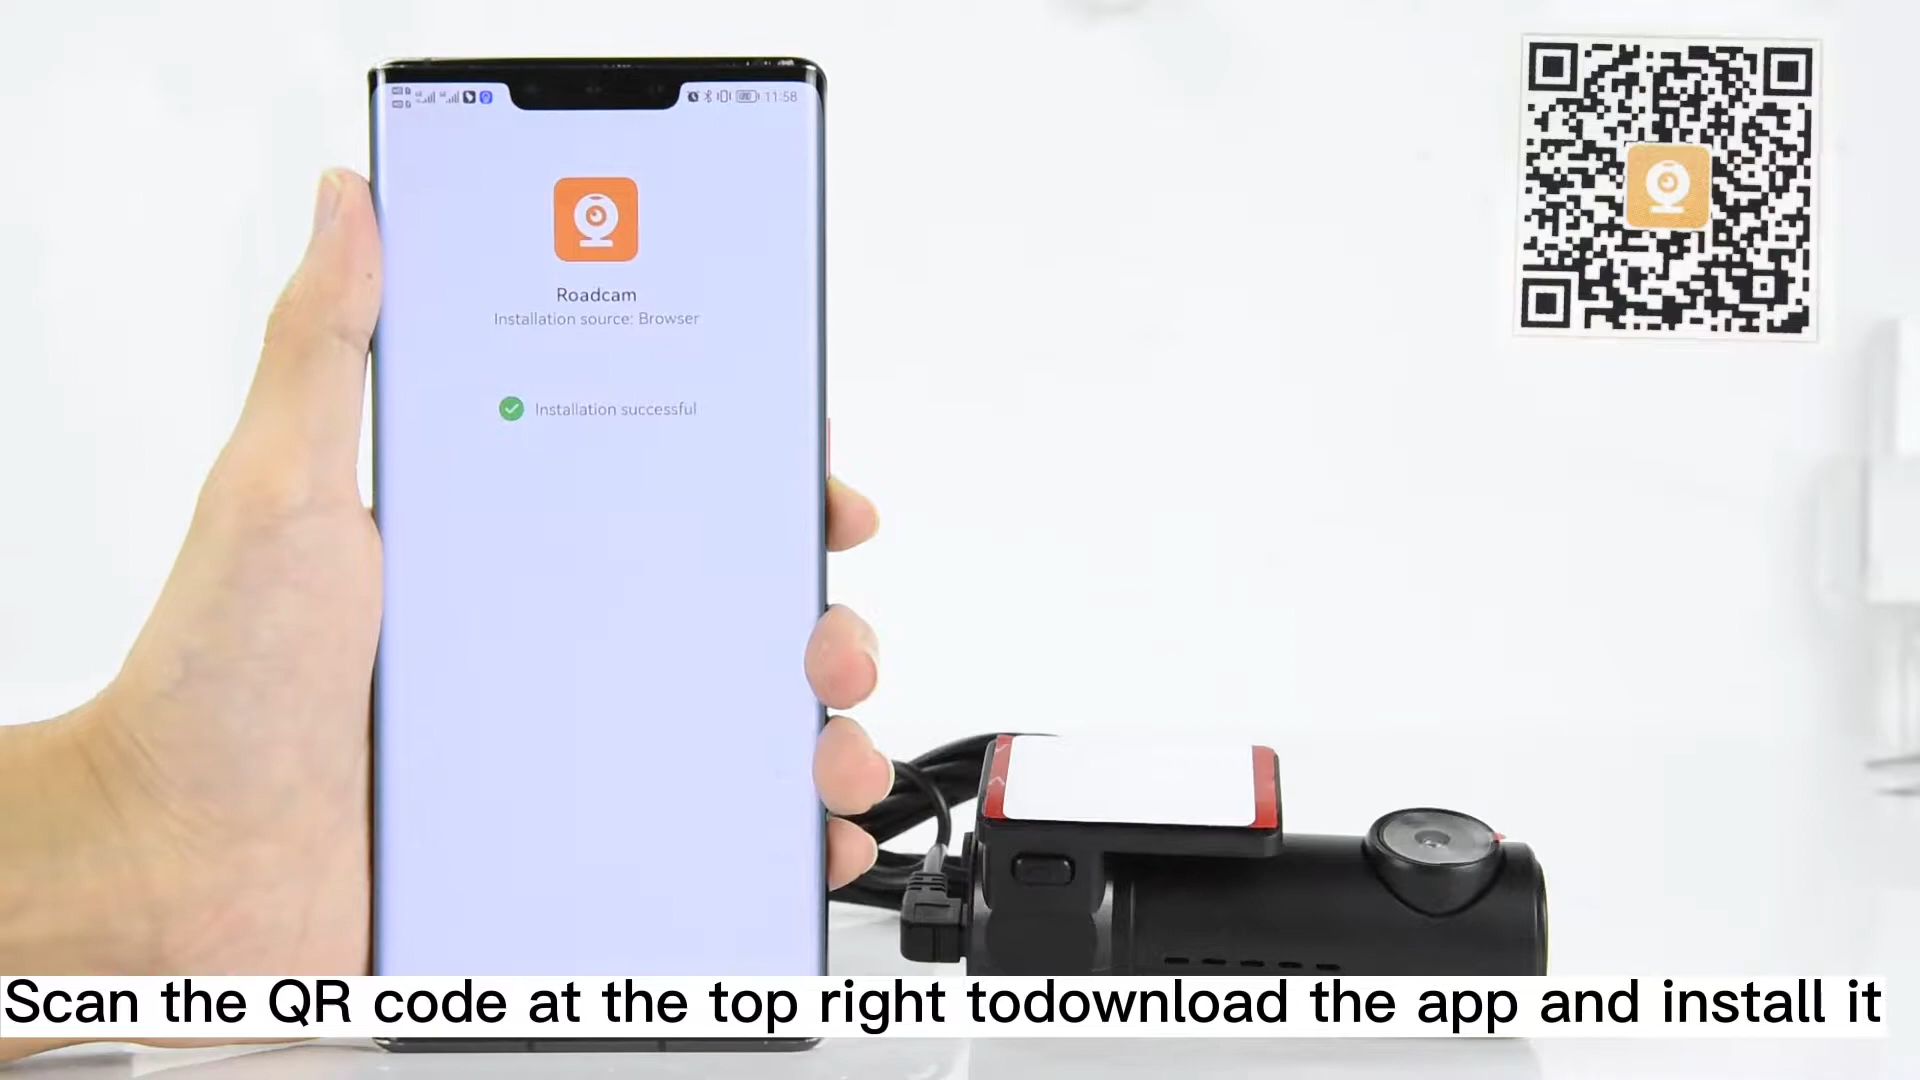 11:58
Roadcam
Installation source: Browser
Installation successful
Scan the QR code at the top right todownload the app and install it